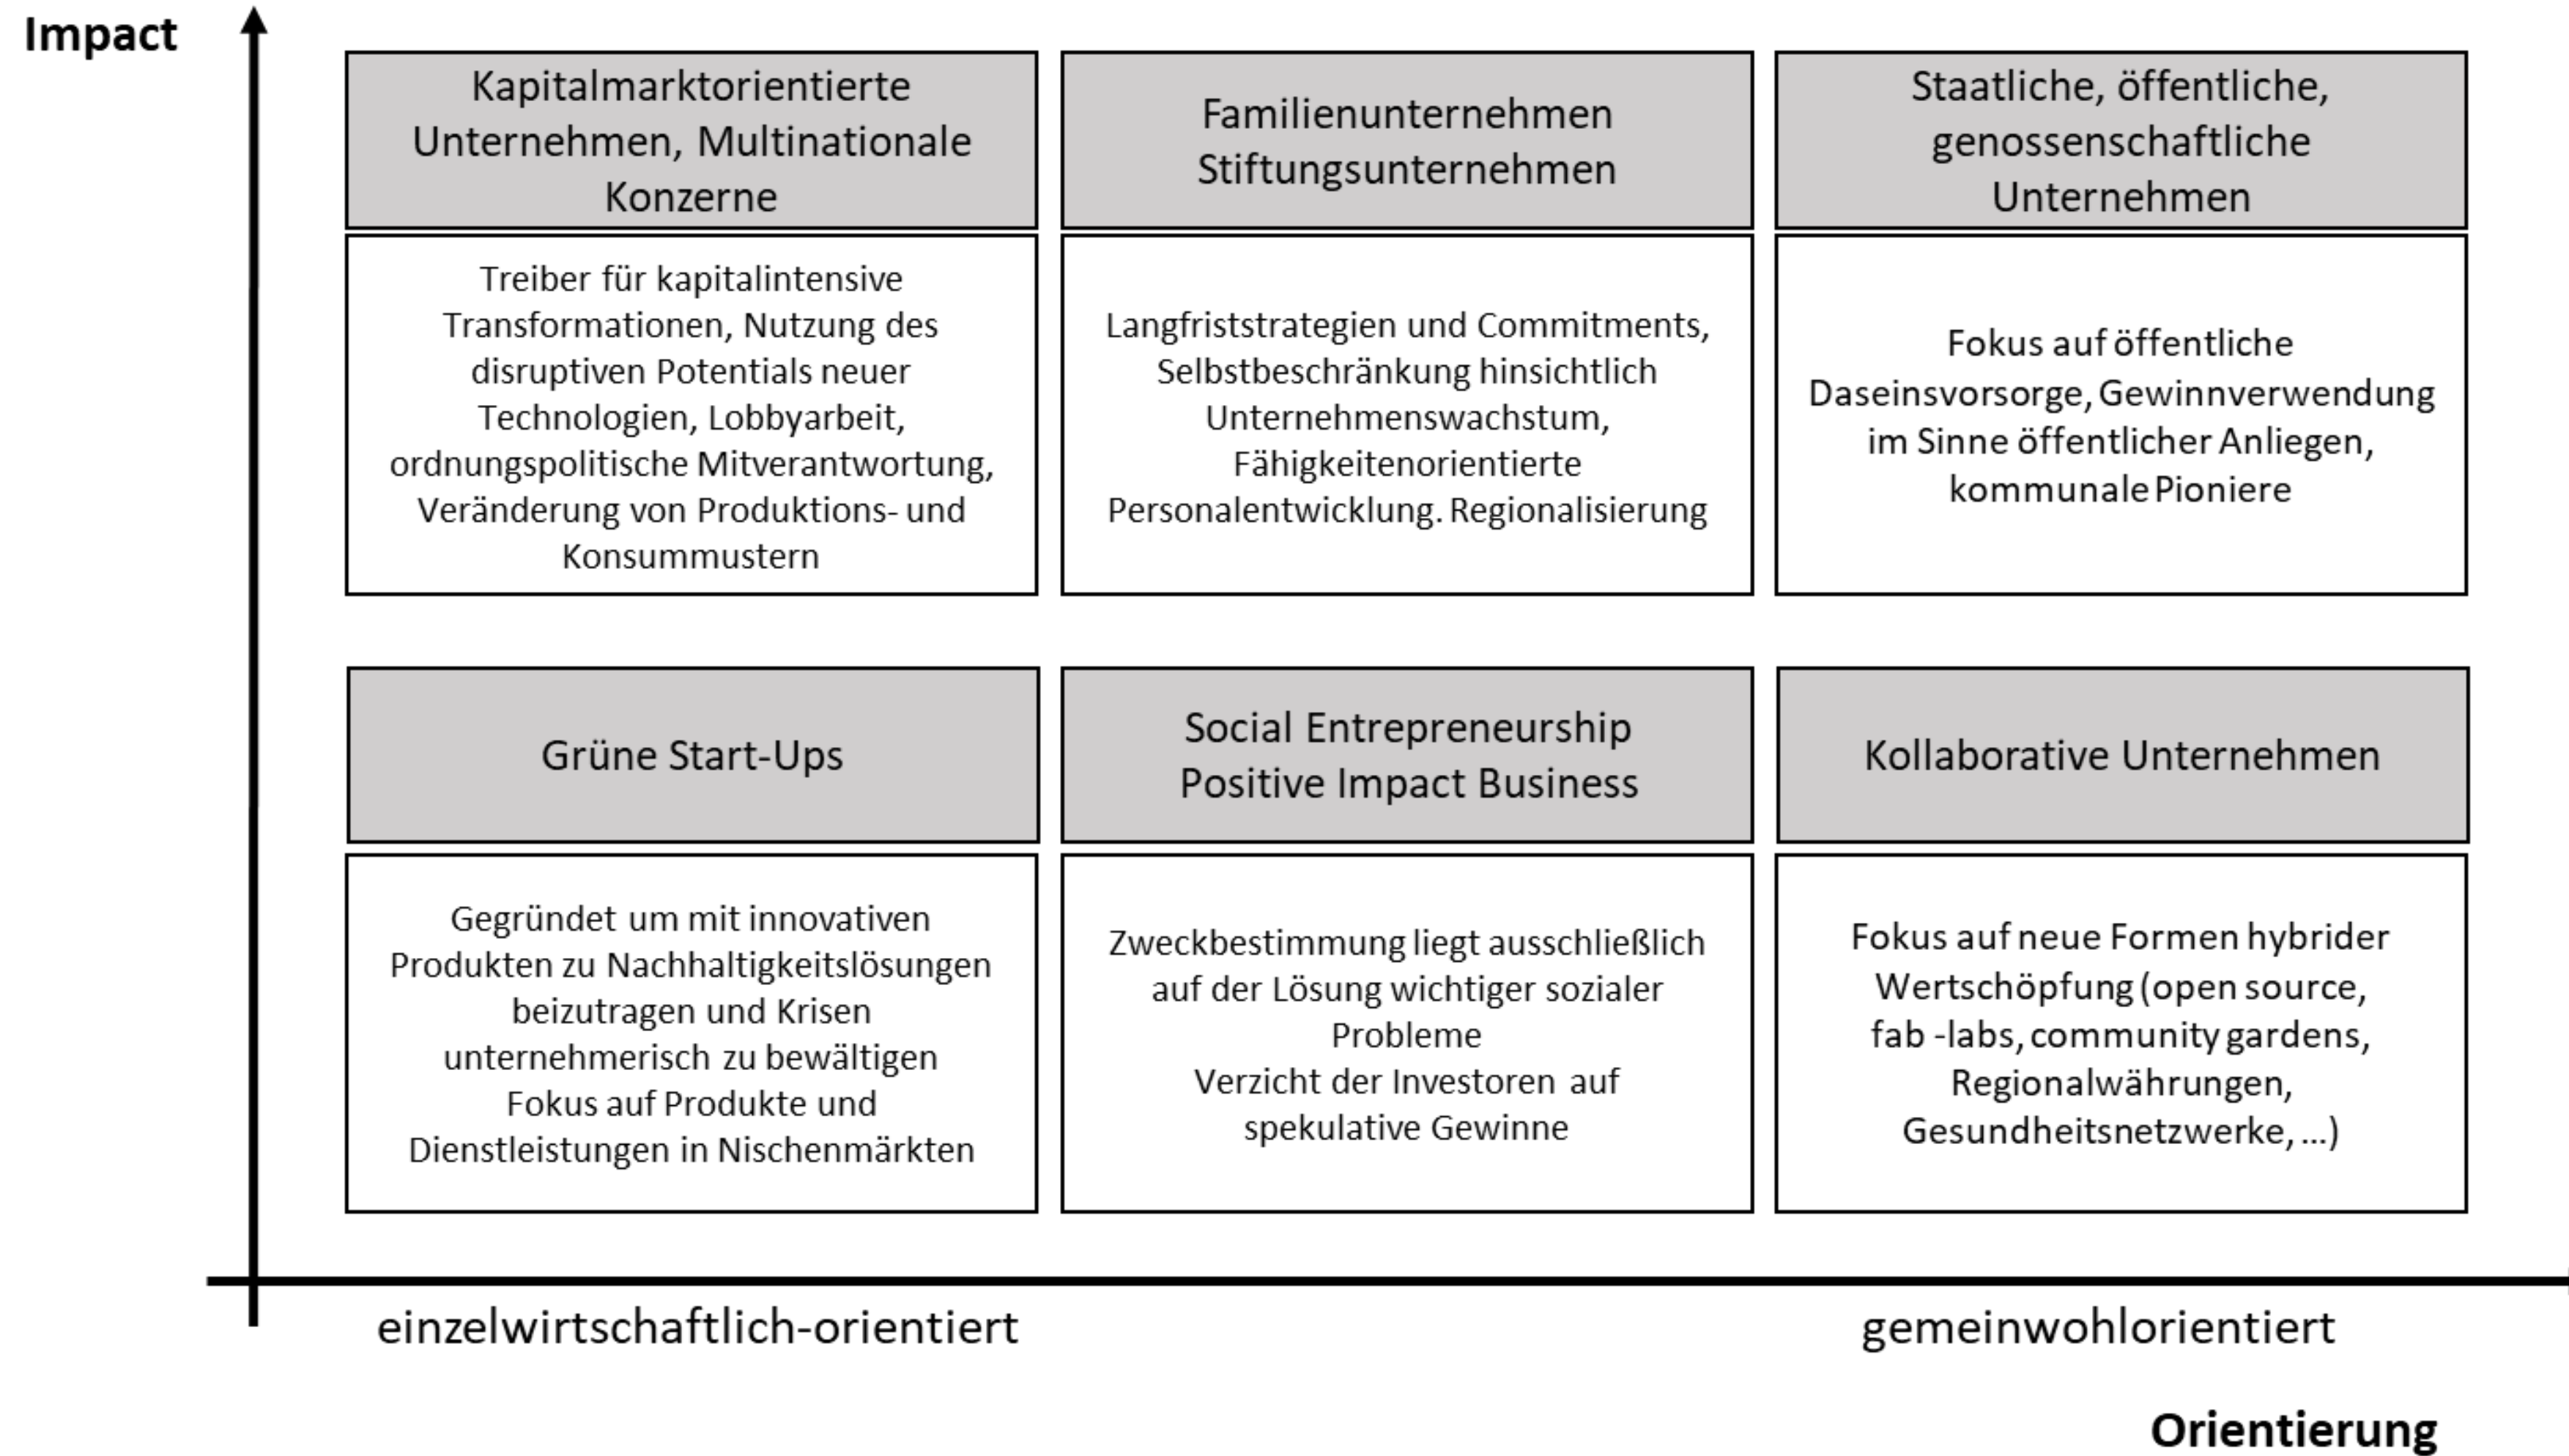 Impact
Kapitalmarktorientierte
Unternehmen, Multinationale
Konzerne
Treiber für kapitalintensive
Transformationen, Nutzung des
disruptiven Potentials neuer
Technologien, Lobbyarbeit,
ordnungspolitische Mitverantwortung,
Veränderung von Produktions- und
Konsummustern
Familienunternehmen
Stiftungsunternehmen
Langfriststrategien und Commitments,
Selbstbeschränkung hinsichtlich
Unternehmenswachstum,
Fähigkeitenorientierte
Personalentwicklung. Regionalisierung
Staatliche, öffentliche,
genossenschaftliche
Unternehmen
Fokus auf öffentliche
Daseinsvorsorge, Gewinnverwendung
im Sinne öffentlicher Anliegen,
kommunale Pioniere
Grüne Start-Ups
Gegründet um mit innovativen
Produkten zu Nachhaltigkeitslösungen
beizutragen und Krisen
unternehmerisch zu bewältigen
Fokus auf Produkte und
Dienstleistungen in Nischenmärkten
Social Entrepreneurship
Positive Impact Business
Zweckbestimmung liegt ausschließlich
auf der Lösung wichtiger sozialer
Probleme
Verzicht der Investoren auf
spekulative Gewinne
Kollaborative Unternehmen
Fokus auf neue Formen hybrider
Wertschöpfung (open source,
fab -labs, community gardens,
Regionalwährungen,
Gesundheitsnetzwerke, ...)
einzelwirtschaftlich-orientiert
gemeinwohlorientiert
Orientierung